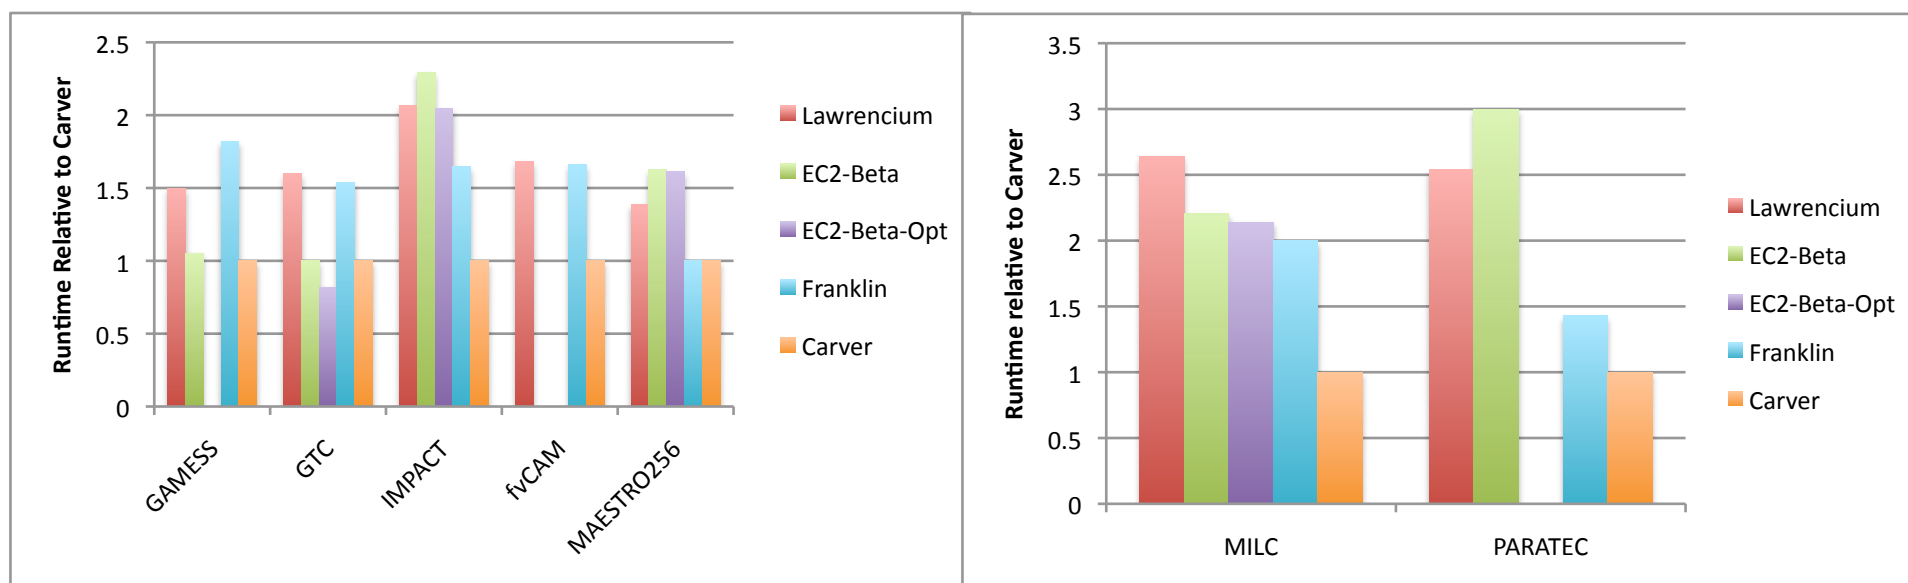 Runtime Relative to Carver
2.5
2
1.5
1
0.5
0
GAMESS
GTC
IMPACT
fvCAM
MAESTRO256
Lawrencium
EC2-Beta
EC2-Beta-Opt
Franklin
Carver
Runtime relative to Carver
3.5
3
2.5
2
1.5
1
0.5
0
MILC
PARATEC
Lawrencium
EC2-Beta
EC2-Beta-Opt
Franklin
Carver